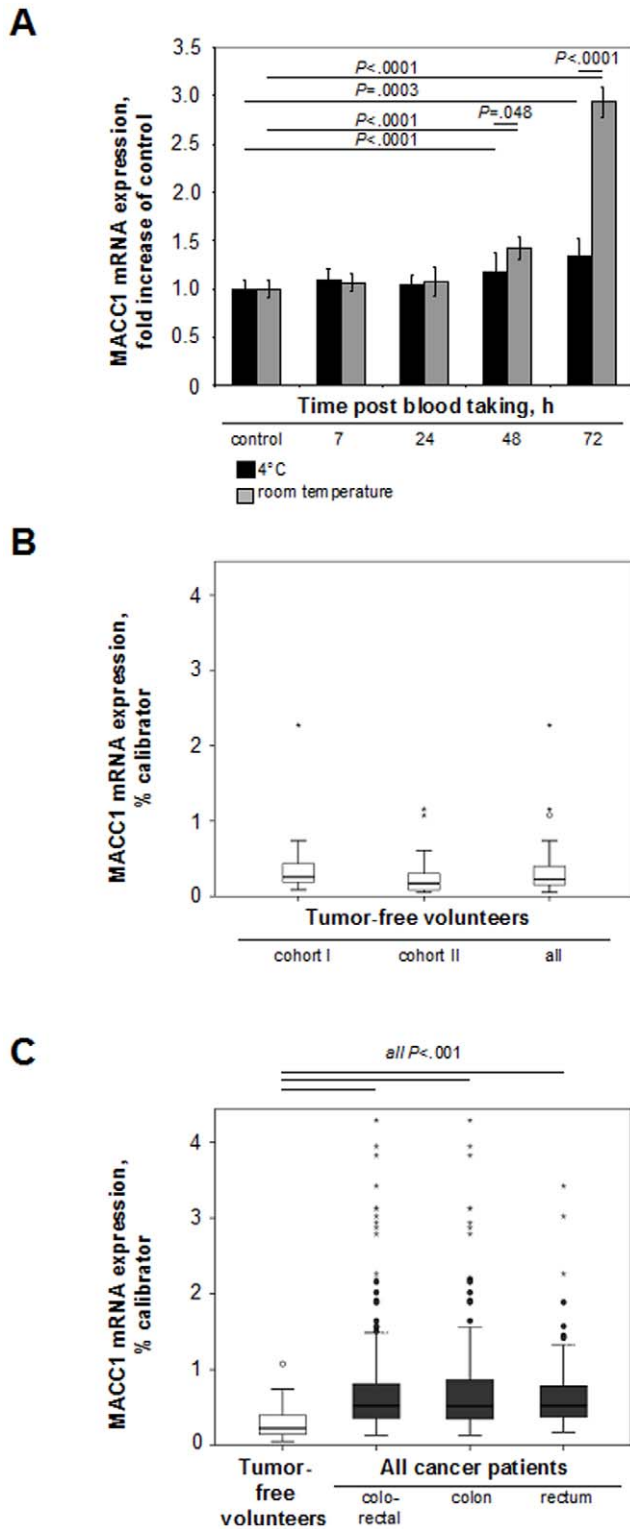 A
MACC1 mRNA expression,
fold increase of control
3.5
3.0
2.5
2.0
1.5
1.0
0.5
0
P<.0001
P<.0001
P=.0003
P<.0001
P=.048
P<.0001
Time post blood taking, h
control 7 24 48 72
4°C
room temperature
B
MACC1 mRNA expression,
% calibrator
4
3
2
1
0
Tumor-free volunteers
cohort I cohort II all
C
all P<.001
MACC1 mRNA expression,
% calibrator
4
3
2
1
0
Tumor-
free
volunteers
All cancer patients
colo-
rectal
colon
rectum